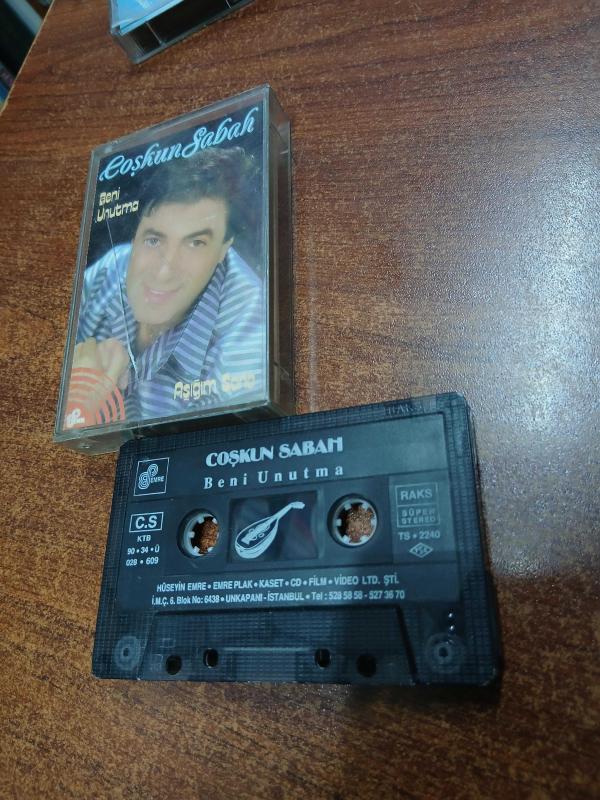 Coşkun Sabah
Beni
Unutma
Aşığım Sana
COŞKUN SABAH
Beni Unutma
EMRE
C.S
KTB
90 • 34 • Ü
028 • 609
RAKS
SÜPER
STEREO
TS • 2240
HÜSEYİN EMRE • EMRE PLAK • KASET • CD • FİLM • VİDEO LTD. ŞTİ.
İ.M.Ç. 6. Blok No: 6438 • UNKAPANI - İSTANBUL • Tel : 528 58 58 - 527 36 70